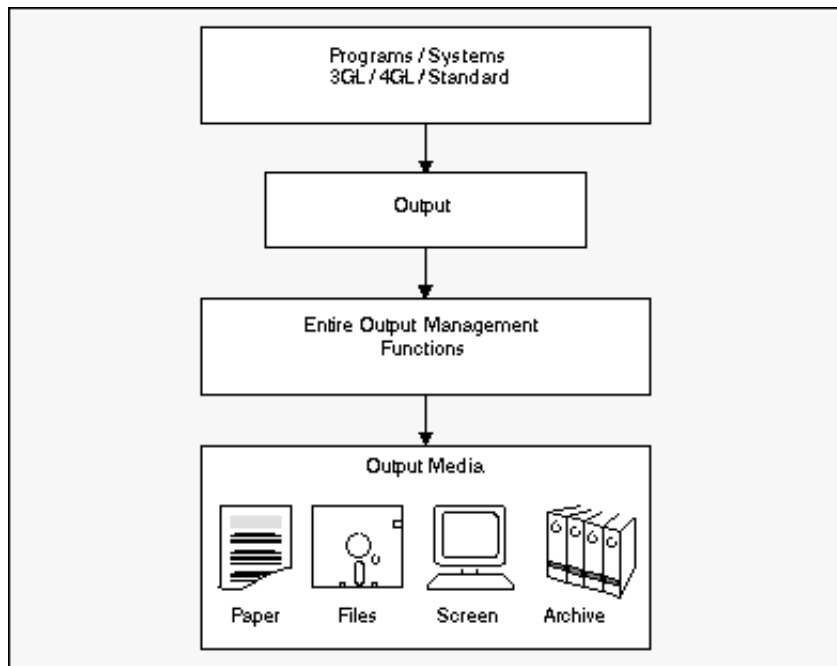 Programs / Systems
3GL / 4GL / Standard
Output
Entire Output Management
Functions
Output Media
Paper Files Screen Archive